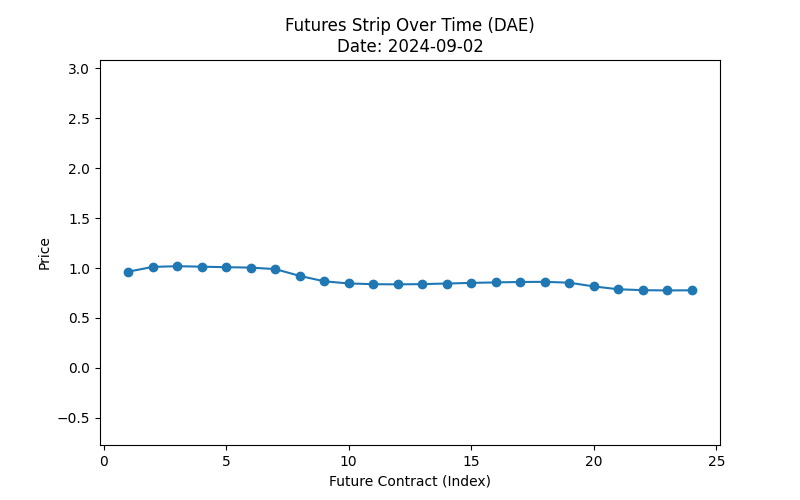 Futures Strip Over Time (DAE)
Date: 2024-09-02
Price
3.0
2.5
2.0
1.5
1.0
0.5
0.0
−0.5
0 5 10 15 20 25
Future Contract (Index)